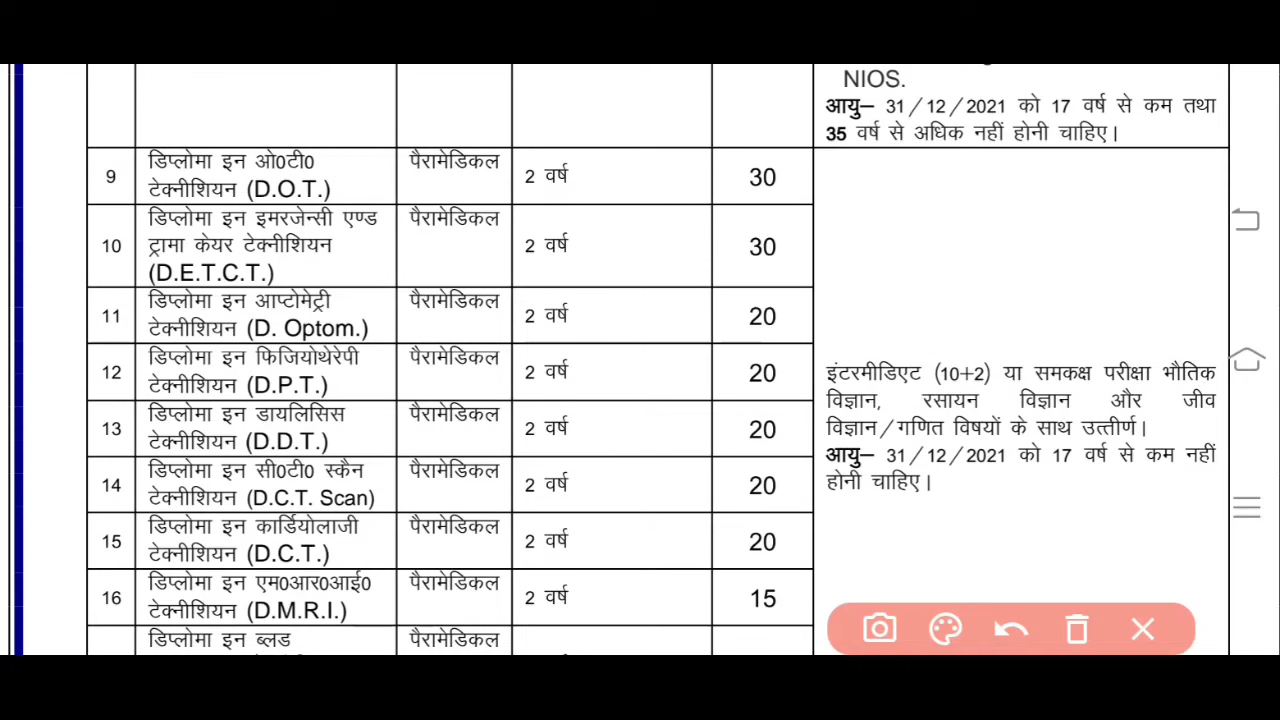 NIOS.
आयु– 31/12/2021 को 17 वर्ष से कम तथा
35 वर्ष से अधिक नहीं होनी चाहिए।
9 डिप्लोमा इन ओ0टी0 पैरामेडिकल 2 वर्ष 30
टेक्नीशियन (D.O.T.)
10 डिप्लोमा इन इमरजेन्सी एण्ड पैरामेडिकल 2 वर्ष 30
ट्रामा केयर टेक्नीशियन
(D.E.T.C.T.)
11 डिप्लोमा इन आप्टोमेट्री पैरामेडिकल 2 वर्ष 20
टेक्नीशियन (D. Optom.)
12 डिप्लोमा इन फिजियोथेरेपी पैरामेडिकल 2 वर्ष 20
टेक्नीशियन (D.P.T.)
13 डिप्लोमा इन डायलिसिस पैरामेडिकल 2 वर्ष 20
टेक्नीशियन (D.D.T.)
14 डिप्लोमा इन सी0टी0 स्कैन पैरामेडिकल 2 वर्ष 20
टेक्नीशियन (D.C.T. Scan)
15 डिप्लोमा इन कार्डियोलाजी पैरामेडिकल 2 वर्ष 20
टेक्नीशियन (D.C.T.)
16 डिप्लोमा इन एम0आर0आई0 पैरामेडिकल 2 वर्ष 15
टेक्नीशियन (D.M.R.I.)
डिप्लोमा इन ब्लड पैरामेडिकल
इंटरमीडिएट (10+2) या समकक्ष परीक्षा भौतिक
विज्ञान, रसायन विज्ञान और जीव
विज्ञान/गणित विषयों के साथ उत्तीर्ण।
आयु– 31/12/2021 को 17 वर्ष से कम नहीं
होनी चाहिए।